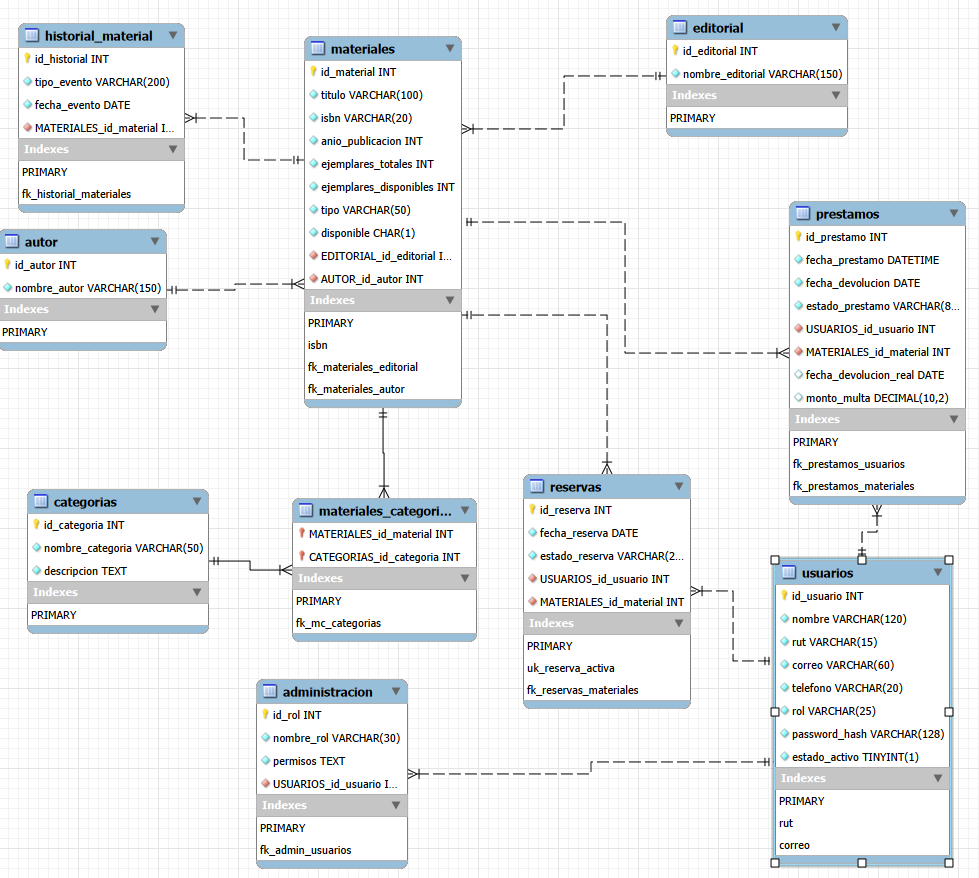 historial_material
id_historial INT
tipo_evento VARCHAR(200)
fecha_evento DATE
MATERIALES_id_material I...
Indexes
PRIMARY
fk_historial_materiales
materiales
id_material INT
titulo VARCHAR(100)
isbn VARCHAR(20)
anio_publicacion INT
ejemplares_totales INT
ejemplares_disponibles INT
tipo VARCHAR(50)
disponible CHAR(1)
EDITORIAL_id_editorial I...
AUTOR_id_autor INT
Indexes
PRIMARY
isbn
fk_materiales_editorial
fk_materiales_autor
editorial
id_editorial INT
nombre_editorial VARCHAR(150)
Indexes
PRIMARY
autor
id_autor INT
nombre_autor VARCHAR(150)
Indexes
PRIMARY
prestamos
id_prestamo INT
fecha_prestamo DATETIME
fecha_devolucion DATE
estado_prestamo VARCHAR(8...
USUARIOS_id_usuario INT
MATERIALES_id_material INT
fecha_devolucion_real DATE
monto_multa DECIMAL(10,2)
Indexes
PRIMARY
fk_prestamos_usuarios
fk_prestamos_materiales
categorias
id_categoria INT
nombre_categoria VARCHAR(50)
descripcion TEXT
Indexes
PRIMARY
materiales_categori...
MATERIALES_id_material INT
CATEGORIAS_id_categoria INT
Indexes
PRIMARY
fk_mc_categorias
reservas
id_reserva INT
fecha_reserva DATE
estado_reserva VARCHAR(2...
USUARIOS_id_usuario INT
MATERIALES_id_material INT
Indexes
PRIMARY
uk_reserva_activa
fk_reservas_materiales
usuarios
id_usuario INT
nombre VARCHAR(120)
rut VARCHAR(15)
correo VARCHAR(60)
telefono VARCHAR(20)
rol VARCHAR(25)
password_hash VARCHAR(128)
estado_activo TINYINT(1)
Indexes
PRIMARY
rut
correo
administracion
id_rol INT
nombre_rol VARCHAR(30)
permisos TEXT
USUARIOS_id_usuario I...
Indexes
PRIMARY
fk_admin_usuarios